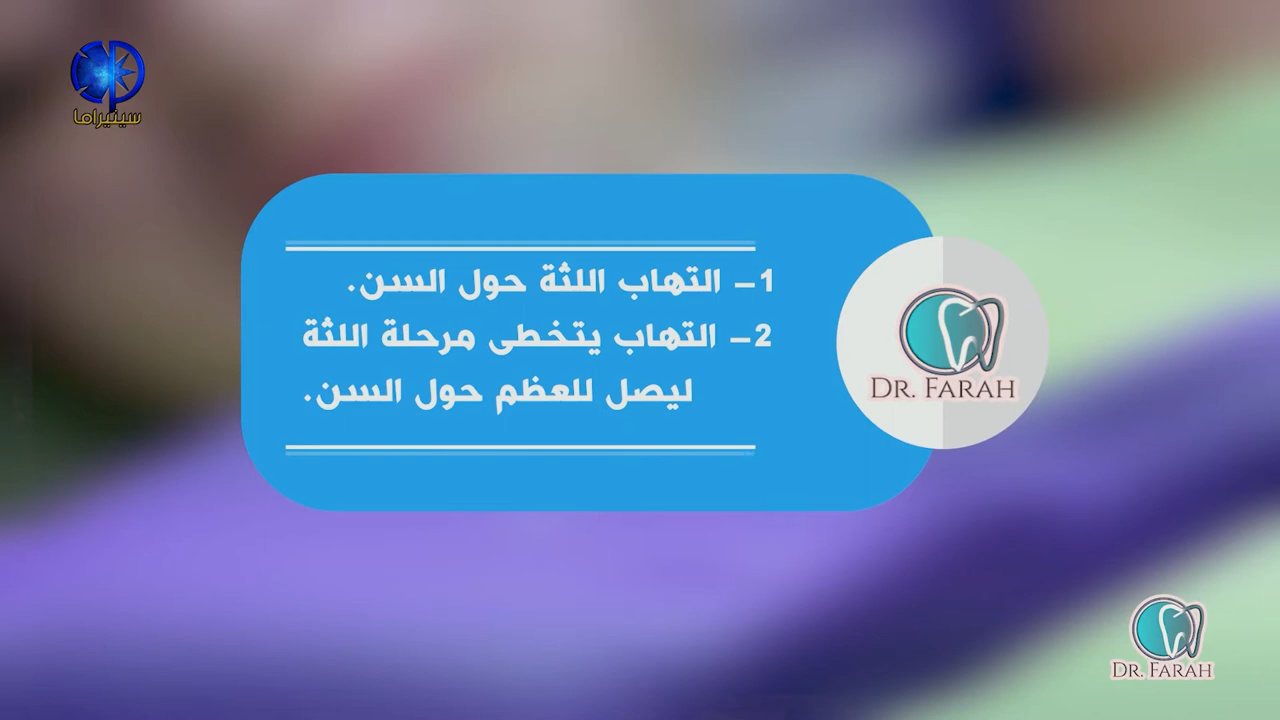 سينيراما
1- التهاب اللثة حول السن.
2- التهاب يتخطى مرحلة اللثة
ليصل للعظم حول السن.
DR. FARAH
DR. FARAH